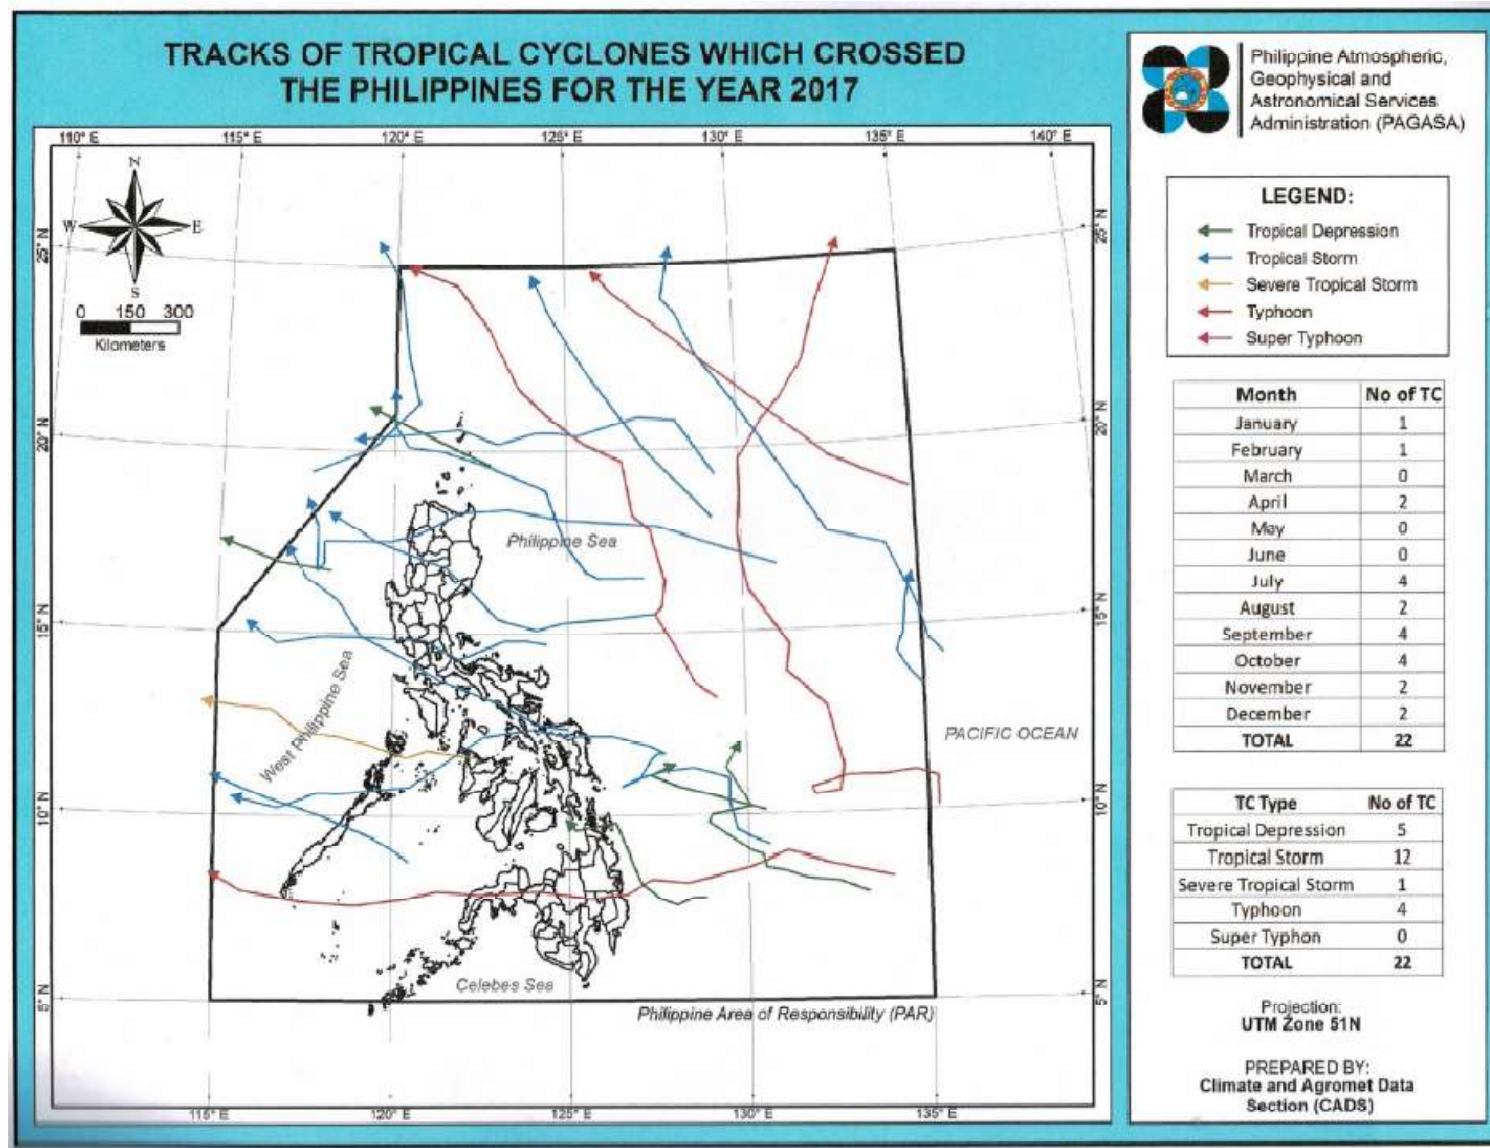 TRACKS OF TROPICAL CYCLONES WHICH CROSSED
THE PHILIPPINES FOR THE YEAR 2017
110° E 115° E 120° E 125° E 130° E 135° E 140° E
N
W E
S
0 150 300
Kilometers
25° N 25° N
20° N 20° N
15° N 15° N
10° N 10° N
5° N 5° N
Philippine Sea
West Philippine Sea
PACIFIC OCEAN
Celebes Sea
Philippine Area of Responsibility (PAR)
115° E 120° E 125° E 130° E 135° E
Philippine Atmospheric,
Geophysical and
Astronomical Services
Administration (PAGASA)
LEGEND:
Tropical Depression
Tropical Storm
Severe Tropical Storm
Typhoon
Super Typhoon
Month No of TC
January 1
February 1
March 0
April 2
May 0
June 0
July 4
August 2
September 4
October 4
November 2
December 2
TOTAL 22
TC Type No of TC
Tropical Depression 5
Tropical Storm 12
Severe Tropical Storm 1
Typhoon 4
Super Typhon 0
TOTAL 22
Projection:
UTM Zone 51N
PREPARED BY:
Climate and Agromet Data
Section (CADS)